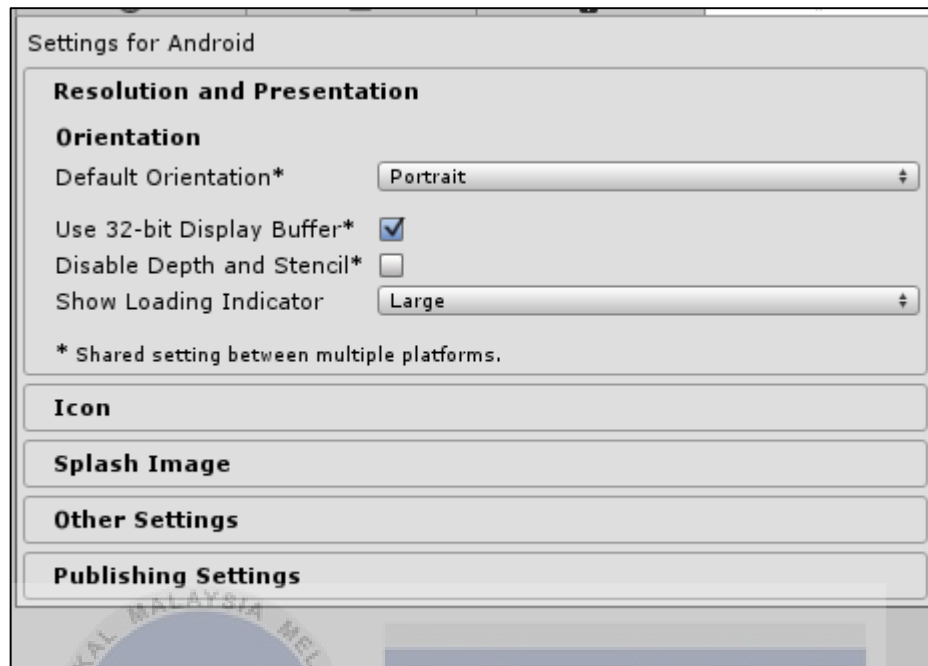 Settings for Android
Resolution and Presentation
Orientation
Default Orientation* Portrait
Use 32-bit Display Buffer*
Disable Depth and Stencil*
Show Loading Indicator Large
* Shared setting between multiple platforms.
Icon
Splash Image
Other Settings
Publishing Settings
MALAYSIA